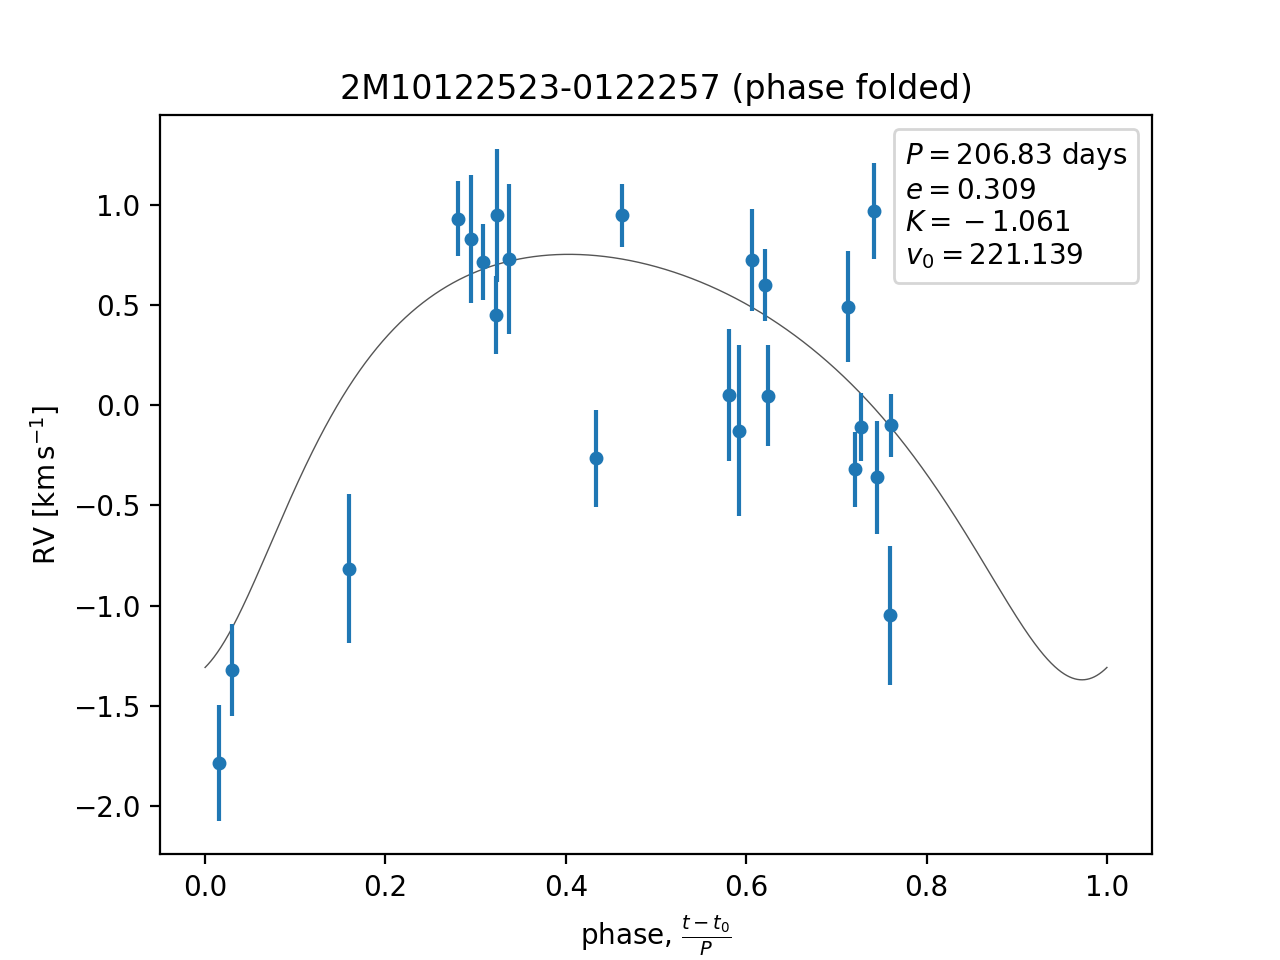 2M10122523-0122257 (phase folded)
P = 206.83 days
e = 0.309
K = −1.061
v₀ = 221.139
1.0
0.5
0.0
−0.5
−1.0
−1.5
−2.0
RV [km s⁻¹]
0.0 0.2 0.4 0.6 0.8 1.0
phase, (t − t₀)/P